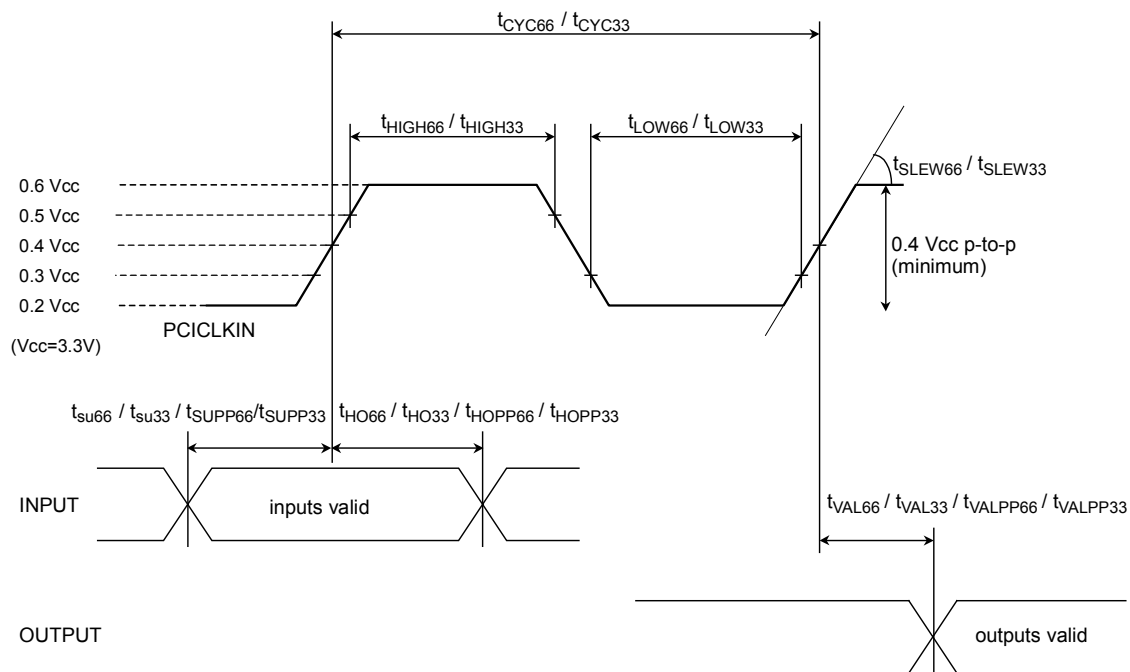 tCYC66 / tCYC33
tHIGH66 / tHIGH33
tLOW66 / tLOW33
tSLEW66 / tSLEW33
0.6 Vcc
0.5 Vcc
0.4 Vcc
0.3 Vcc
0.2 Vcc
0.4 Vcc p-to-p
(minimum)
PCICLKIN
(Vcc=3.3V)
tsu66 / tsu33 / tSUPP66/tSUPP33
tHO66 / tHO33 / tHOPP66 / tHOPP33
INPUT
inputs valid
tVAL66 / tVAL33 / tVALPP66 / tVALPP33
OUTPUT
outputs valid